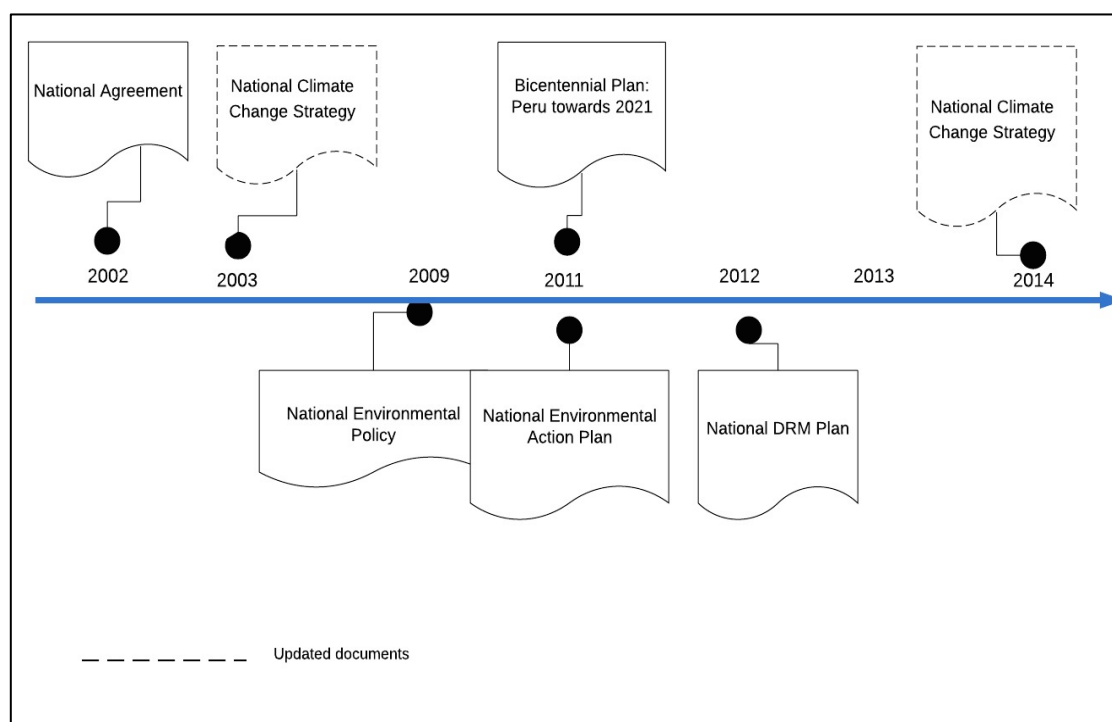 National Agreement
National Climate
Change Strategy
Bicentennial Plan:
Peru towards 2021
National Climate
Change Strategy
2002
2003
2009
2011
2012
2013
2014
National Environmental
Policy
National Environmental
Action Plan
National DRM Plan
Updated documents